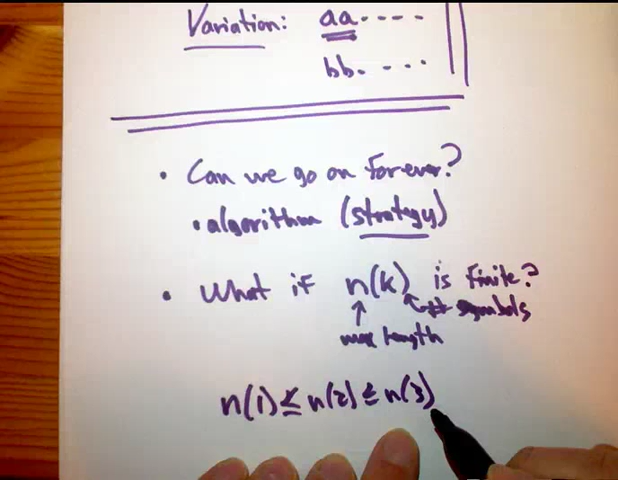 Variation: aa....
bb. ...
• Can we go on forever?
• algorithm (strategy)
• What if n(k) is finite?
↑ ↖ # symbols
max length
n(1) ≤ n(2) ≤ n(3)